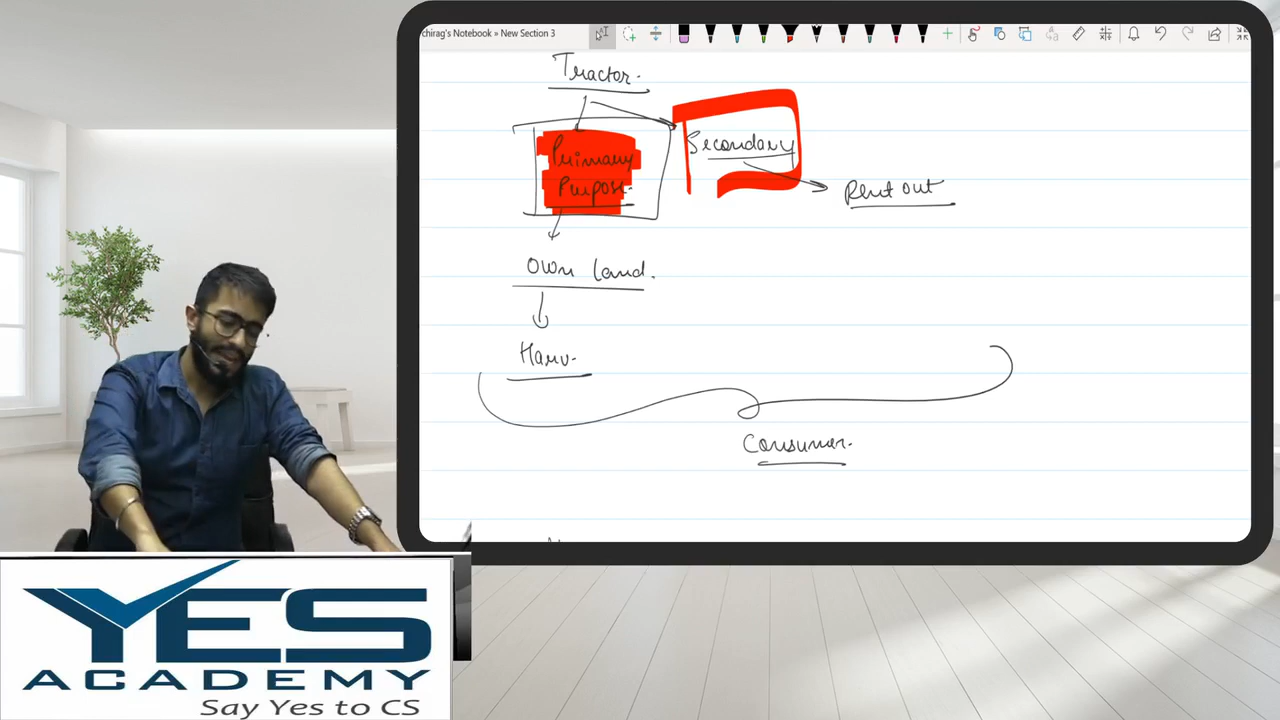 chirag's Notebook » New Section 3
Tractor.
Primary
Purpose.
Secondary
Rent out
Own land.
Harv.
Consumer.
YES
ACADEMY
Say Yes to CS